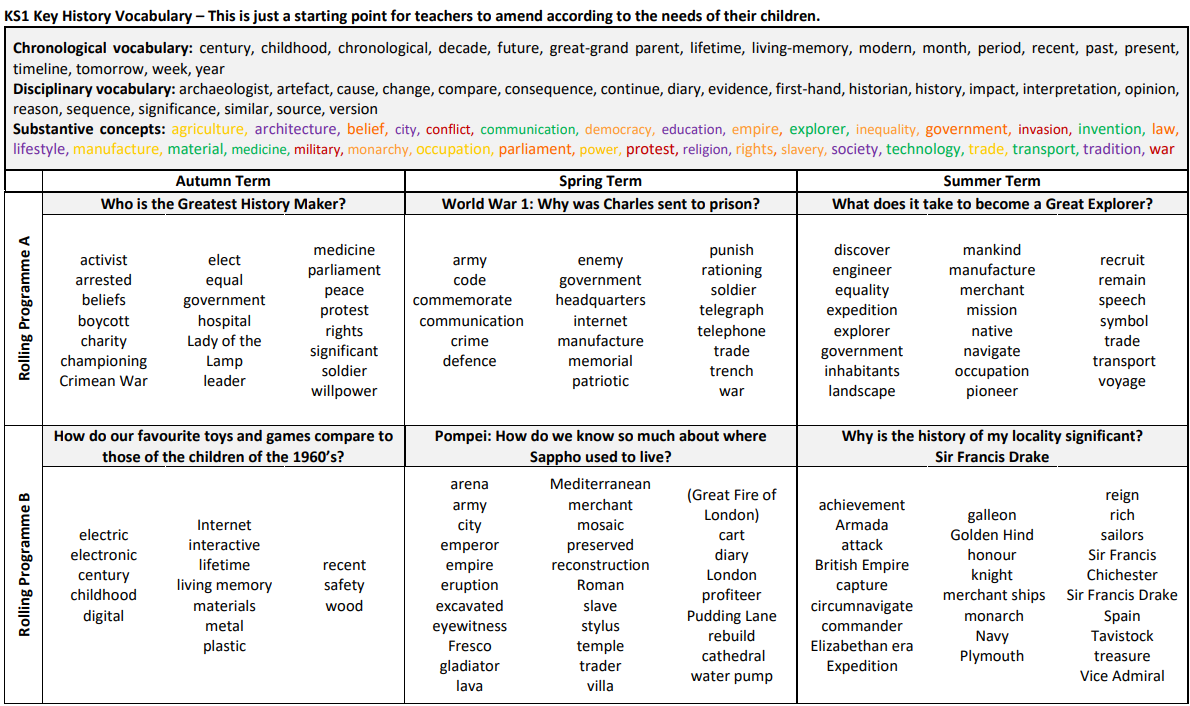 KS1 Key History Vocabulary – This is just a starting point for teachers to amend according to the needs of their children.
Chronological vocabulary: century, childhood, chronological, decade, future, great-grand parent, lifetime, living-memory, modern, month, period, recent, past, present,
timeline, tomorrow, week, year
Disciplinary vocabulary: archaeologist, artefact, cause, change, compare, consequence, continue, diary, evidence, first-hand, historian, history, impact, interpretation, opinion,
reason, sequence, significance, similar, source, version
Substantive concepts: agriculture, architecture, belief, city, conflict, communication, democracy, education, empire, explorer, inequality, government, invasion, invention, law,
lifestyle, manufacture, material, medicine, military, monarchy, occupation, parliament, power, protest, religion, rights, slavery, society, technology, trade, transport, tradition, war
Autumn Term
Spring Term
Summer Term
Rolling Programme A
Who is the Greatest History Maker?
activist
arrested
beliefs
boycott
charity
championing
Crimean War
elect
equal
government
hospital
Lady of the
Lamp
leader
medicine
parliament
peace
protest
rights
significant
soldier
willpower
World War 1: Why was Charles sent to prison?
army
code
commemorate
communication
crime
defence
enemy
government
headquarters
internet
manufacture
memorial
patriotic
punish
rationing
soldier
telegraph
telephone
trade
trench
war
What does it take to become a Great Explorer?
discover
engineer
equality
expedition
explorer
government
inhabitants
landscape
mankind
manufacture
merchant
mission
native
navigate
occupation
pioneer
recruit
remain
speech
symbol
trade
transport
voyage
Rolling Programme B
How do our favourite toys and games compare to
those of the children of the 1960's?
electric
electronic
century
childhood
digital
Internet
interactive
lifetime
living memory
materials
metal
plastic
recent
safety
wood
Pompei: How do we know so much about where
Sappho used to live?
arena
army
city
emperor
empire
eruption
excavated
eyewitness
Fresco
gladiator
lava
Mediterranean
merchant
mosaic
preserved
reconstruction
Roman
slave
stylus
temple
trader
villa
(Great Fire of
London)
cart
diary
London
profiteer
Pudding Lane
rebuild
cathedral
water pump
Why is the history of my locality significant?
Sir Francis Drake
achievement
Armada
attack
British Empire
capture
circumnavigate
commander
Elizabethan era
Expedition
galleon
Golden Hind
honour
knight
merchant ships
monarch
Navy
Plymouth
reign
rich
sailors
Sir Francis
Chichester
Sir Francis Drake
Spain
Tavistock
treasure
Vice Admiral